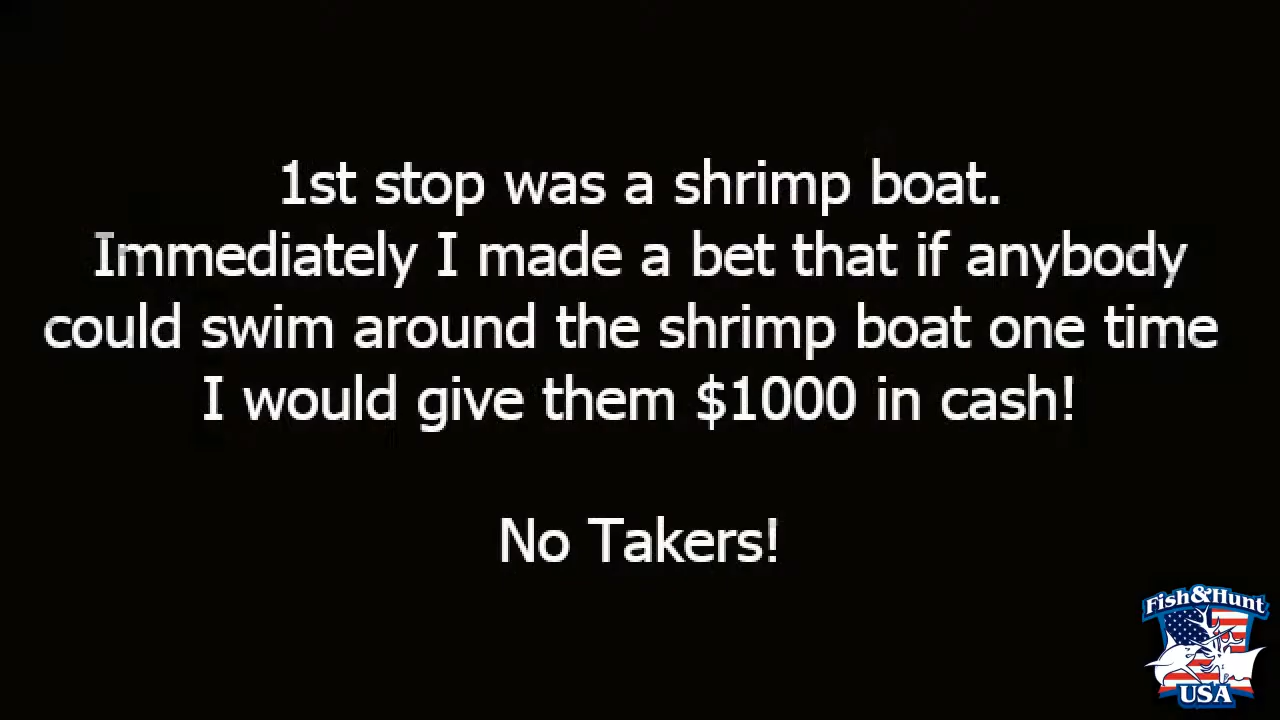 1st stop was a shrimp boat.
Immediately I made a bet that if anybody
could swim around the shrimp boat one time
I would give them $1000 in cash!
No Takers!
Fish&Hunt
USA